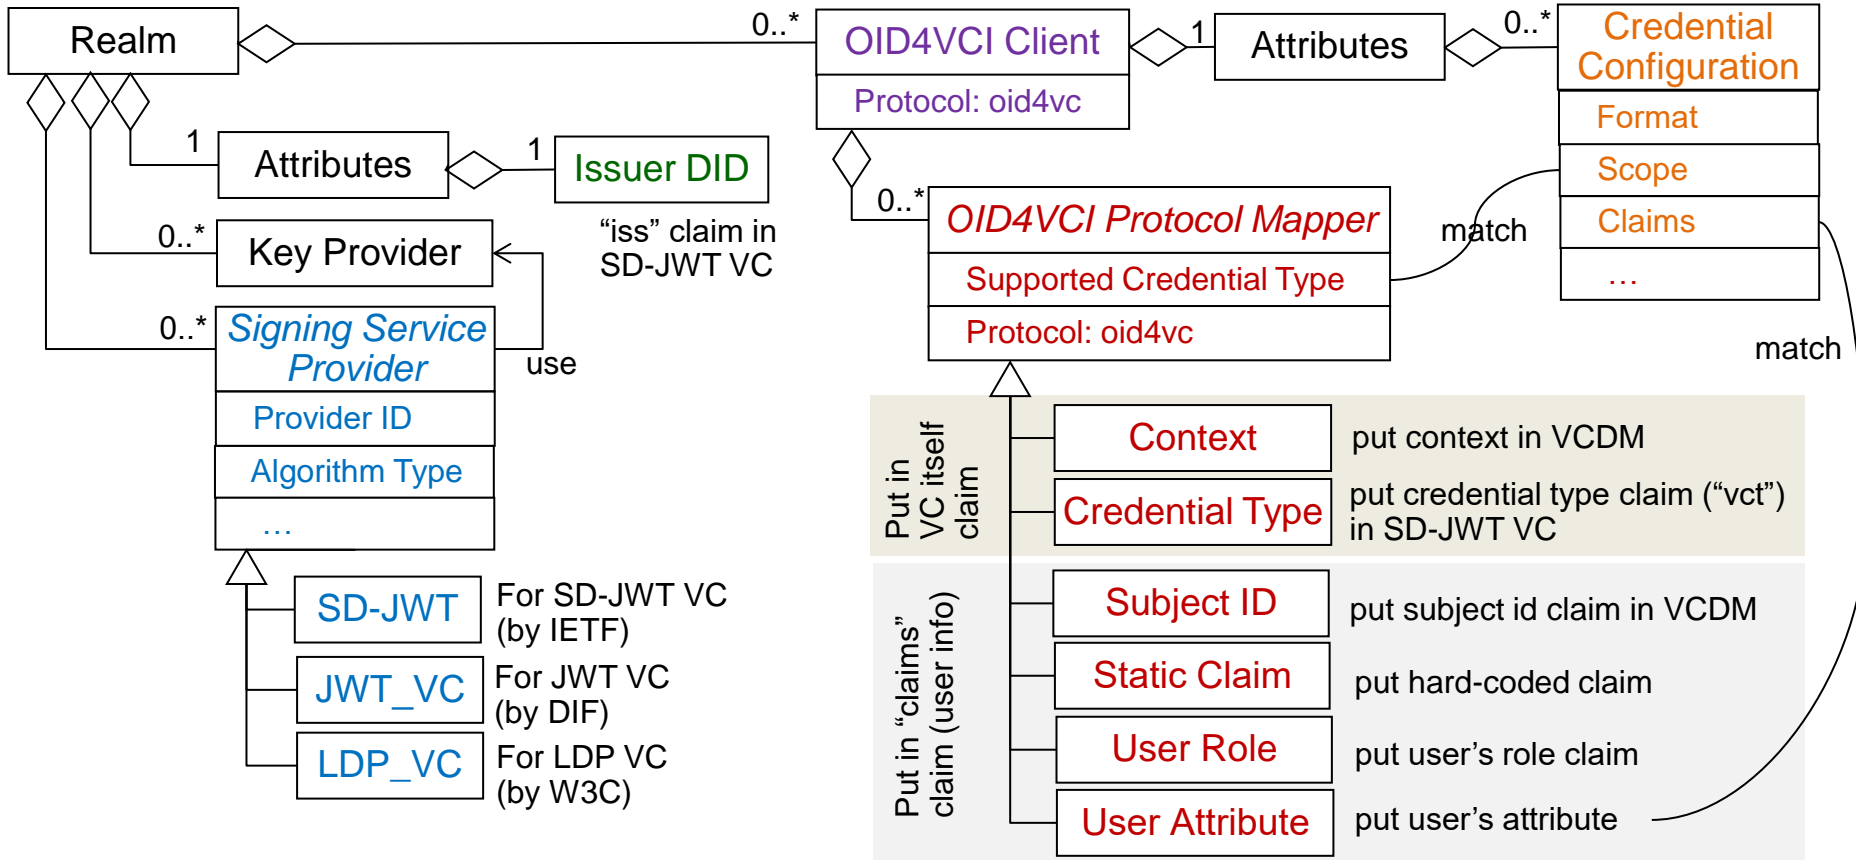 Realm
0..*
OID4VCI Client
Protocol: oid4vc
1
Attributes
0..*
Credential
Configuration
Format
Scope
Claims
...
1
Attributes
1
Issuer DID
“iss” claim in
SD-JWT VC
0..*
Key Provider
0..*
Signing Service
Provider
Provider ID
Algorithm Type
...
use
SD-JWT
For SD-JWT VC
(by IETF)
JWT_VC
For JWT VC
(by DIF)
LDP_VC
For LDP VC
(by W3C)
0..*
OID4VCI Protocol Mapper
Supported Credential Type
Protocol: oid4vc
match
match
Put in
VC itself
claim
Context
put context in VCDM
Credential Type
put credential type claim (“vct”)
in SD-JWT VC
Put in “claims”
claim (user info)
Subject ID
put subject id claim in VCDM
Static Claim
put hard-coded claim
User Role
put user’s role claim
User Attribute
put user’s attribute